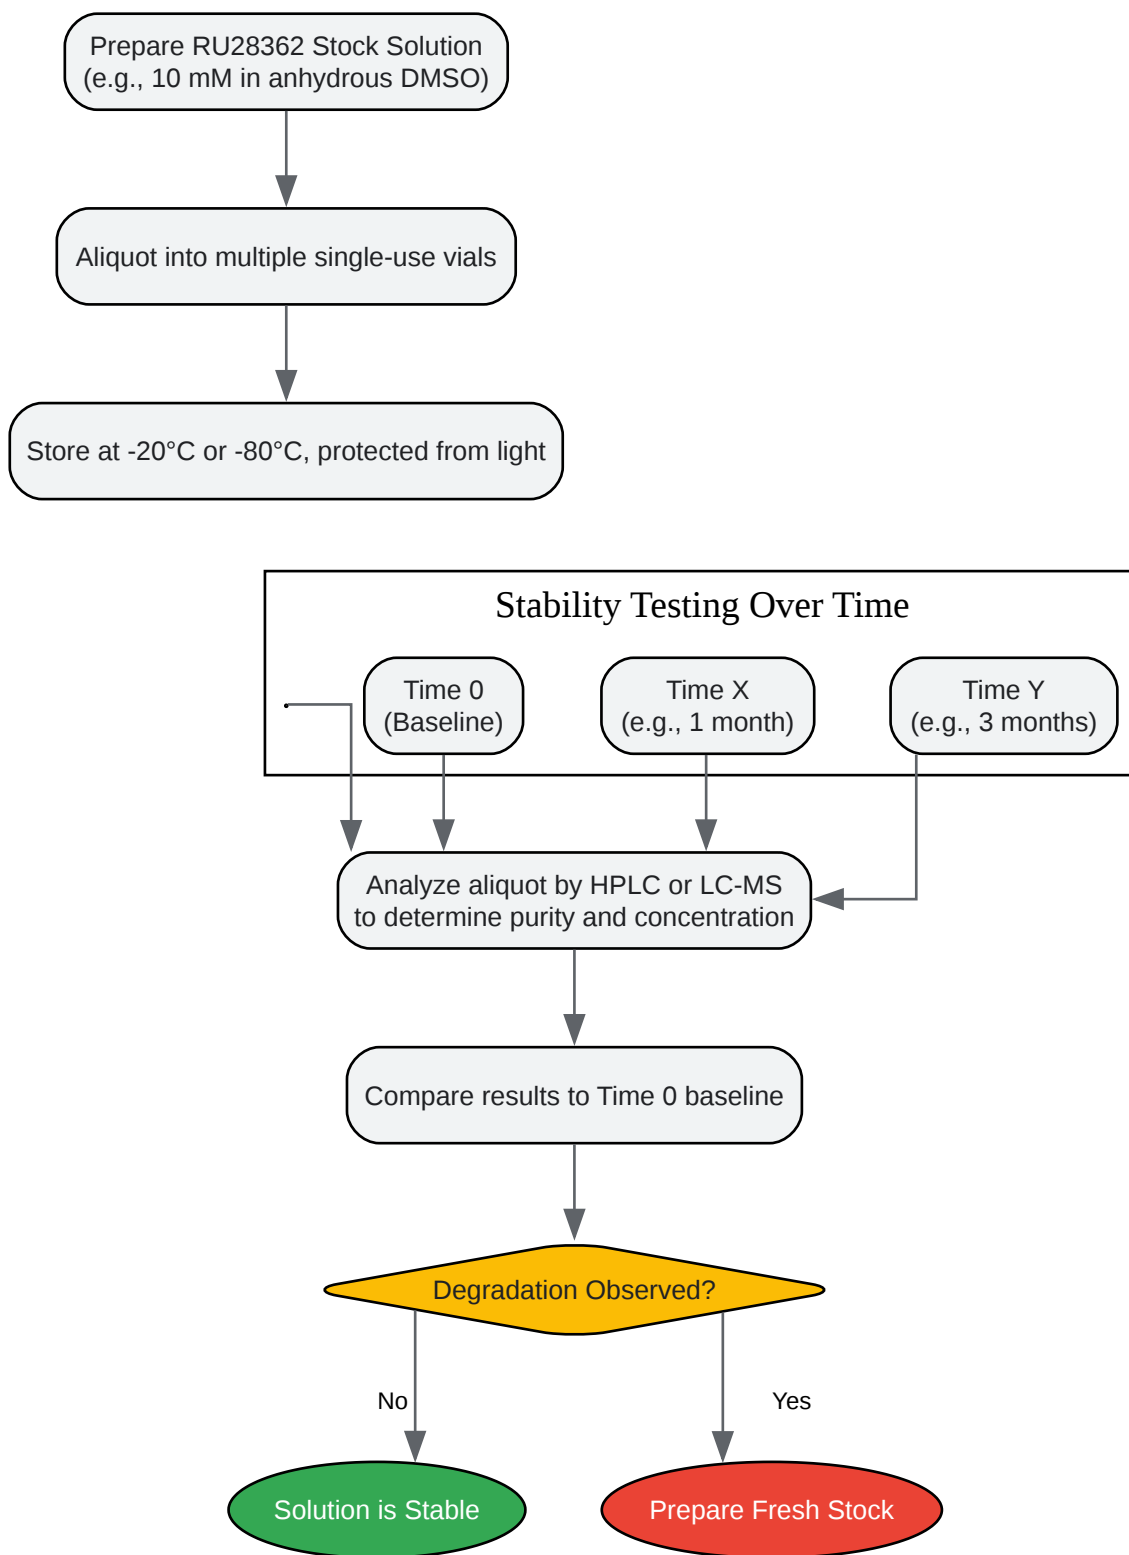 Prepare RU28362 Stock Solution
(e.g., 10 mM in anhydrous DMSO)
Aliquot into multiple single-use vials
Store at -20°C or -80°C, protected from light
Stability Testing Over Time
Time 0
(Baseline)
Time X
(e.g., 1 month)
Time Y
(e.g., 3 months)
Analyze aliquot by HPLC or LC-MS
to determine purity and concentration
Compare results to Time 0 baseline
Degradation Observed?
No
Yes
Solution is Stable
Prepare Fresh Stock